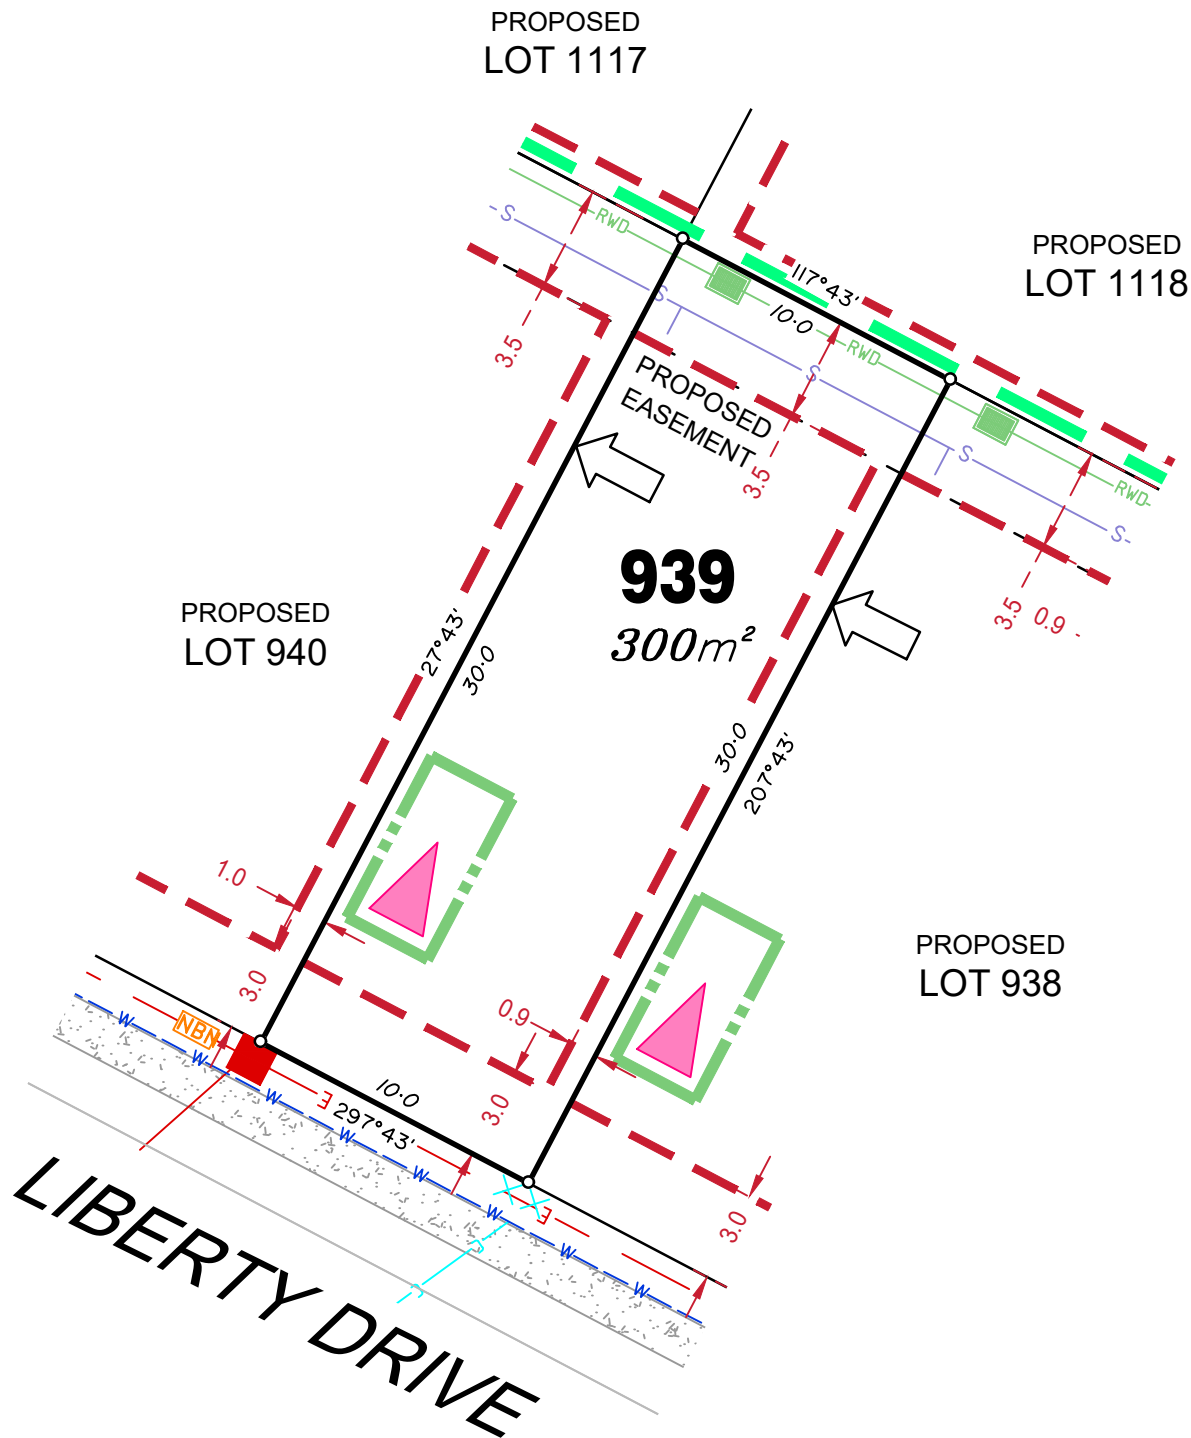 PROPOSED
LOT 1117
PROPOSED
LOT 1118
RWD
S
117°43'
10·0
S
RWD
S
3.5
PROPOSED
EASEMENT
3.5
S
RWD
S
3.5
0.9
939
300m²
PROPOSED
LOT 940
27°43'
30·0
30·0
207°43'
1.0
3.0
0.9
3.0
PROPOSED
LOT 938
NBN
W
W
W
E
10·0
297°43'
W
W
E
W
W
3.0
LIBERTY DRIVE